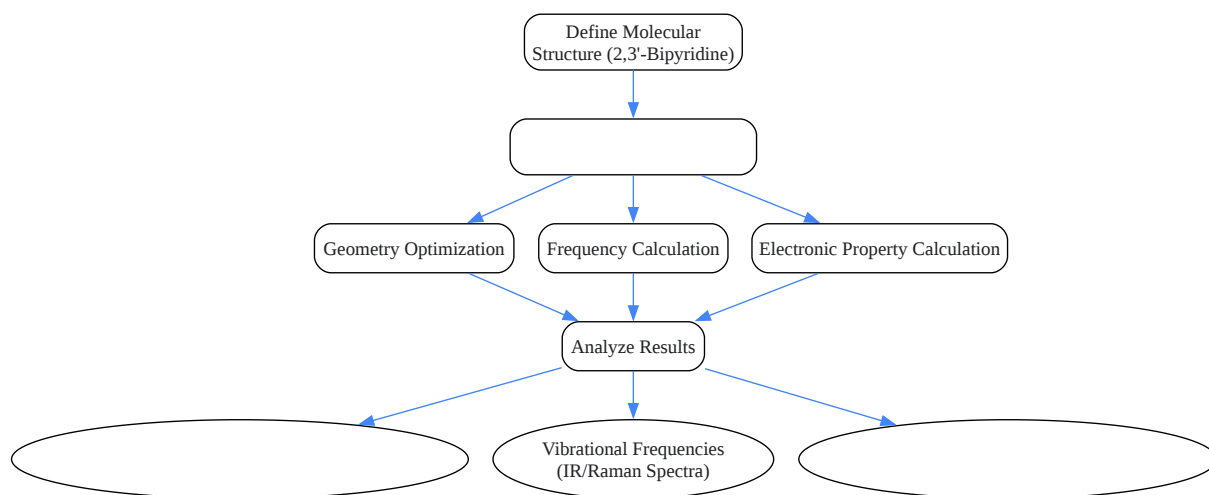 Define Molecular
Structure (2,3'-Bipyridine)
Geometry Optimization
Frequency Calculation
Electronic Property Calculation
Analyze Results
Vibrational Frequencies
(IR/Raman Spectra)